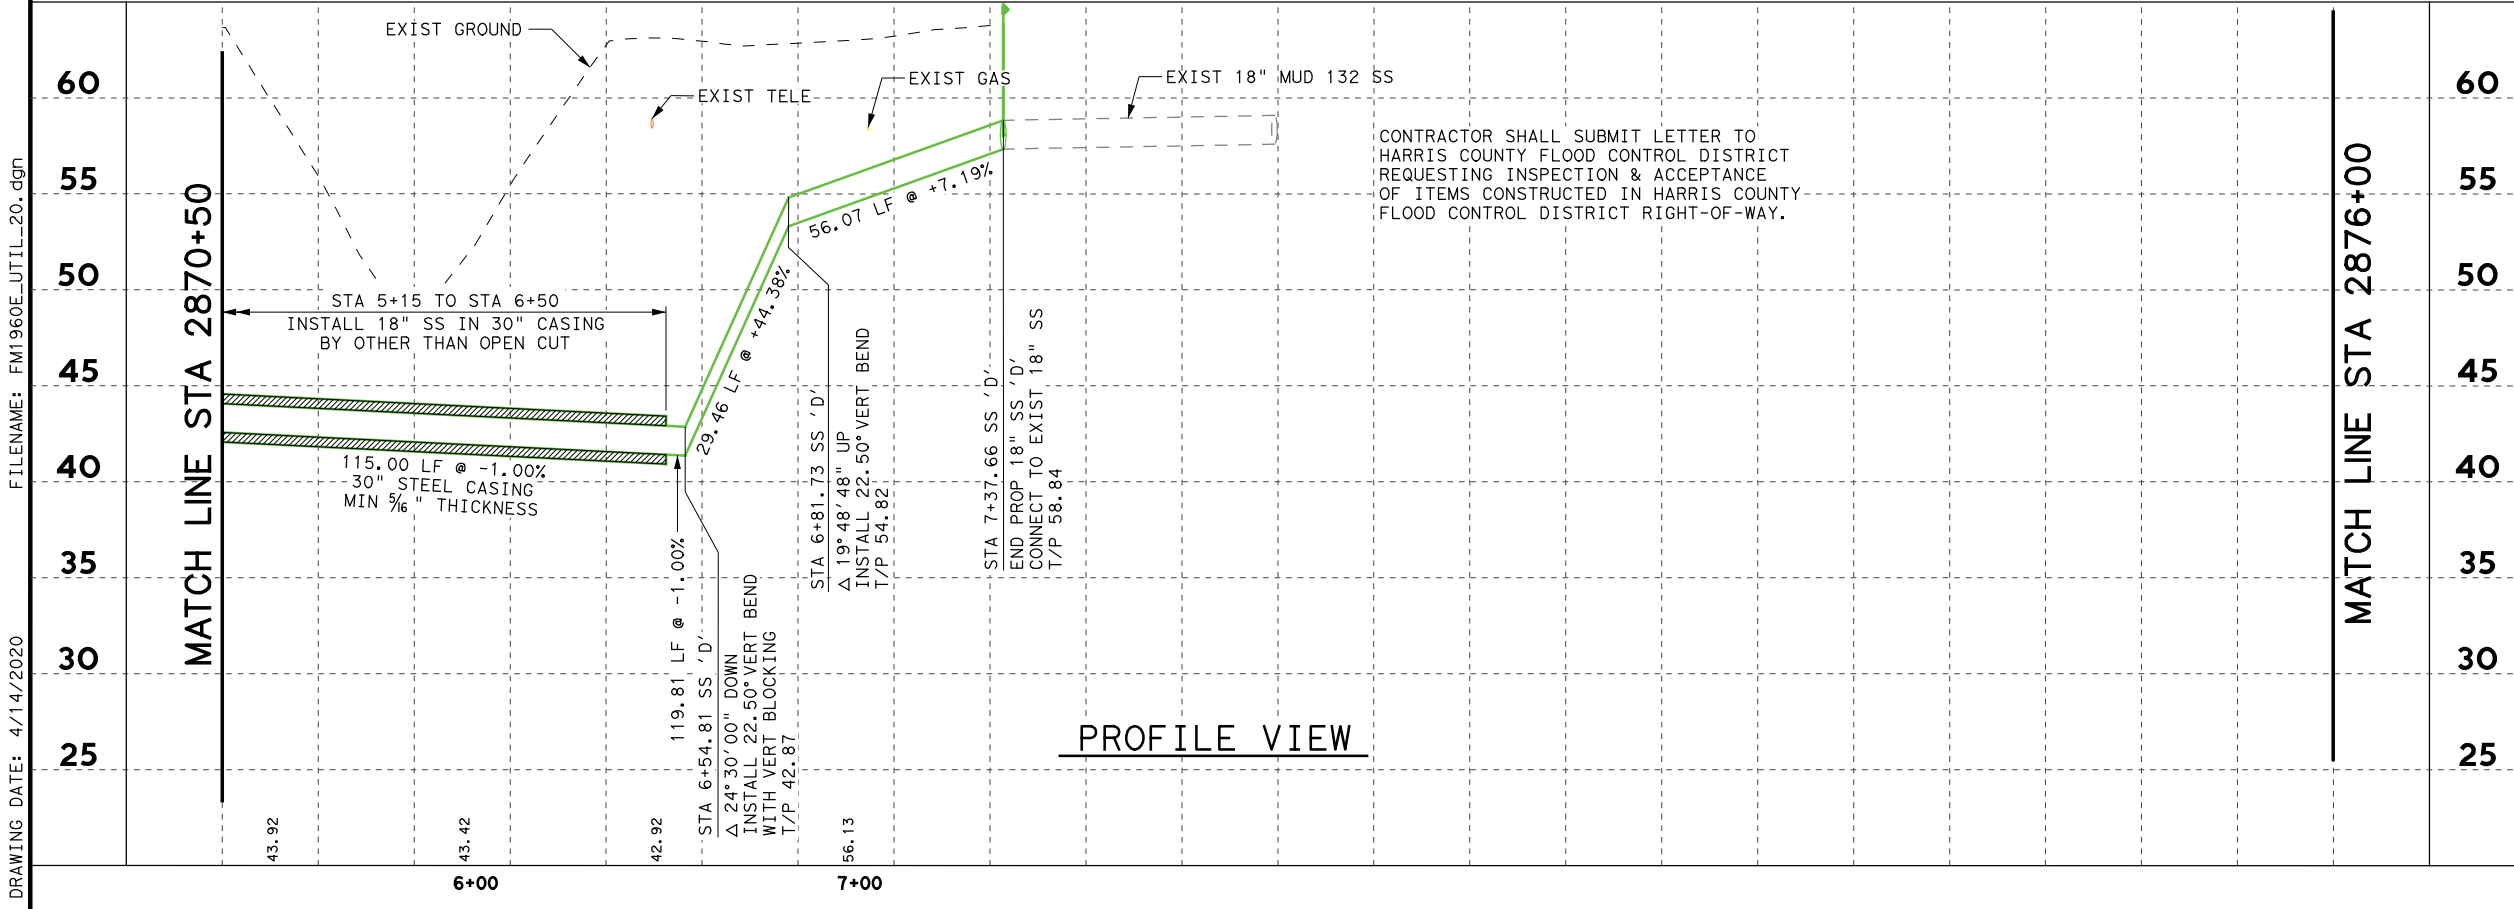 EXIST GROUND
EXIST TELE
EXIST GAS
EXIST 18" MUD 132 SS
CONTRACTOR SHALL SUBMIT LETTER TO
HARRIS COUNTY FLOOD CONTROL DISTRICT
REQUESTING INSPECTION & ACCEPTANCE
OF ITEMS CONSTRUCTED IN HARRIS COUNTY
FLOOD CONTROL DISTRICT RIGHT-OF-WAY.
60
55
50
45
40
35
30
25
60
55
50
45
40
35
30
25
FILENAME: FM1960E_UTIL_20.dgn
DRAWING DATE: 4/14/2020
MATCH LINE STA 2870+50
MATCH LINE STA 2876+00
STA 5+15 TO STA 6+50
INSTALL 18" SS IN 30" CASING
BY OTHER THAN OPEN CUT
115.00 LF @ -1.00%
30" STEEL CASING
MIN 5/16" THICKNESS
29.46 LF @ +44.38%
56.07 LF @ +7.19%
119.81 LF @ -1.00%
STA 6+54.81 SS 'D'
Δ 24°30'00" DOWN
INSTALL 22.50° VERT BEND
WITH VERT BLOCKING
T/P 42.87
STA 6+81.73 SS 'D'
Δ 19°48'48" UP
INSTALL 22.50° VERT BEND
T/P 54.82
STA 7+37.66 SS 'D'
END PROP 18" SS 'D'
CONNECT TO EXIST 18" SS
T/P 58.84
PROFILE VIEW
43.92
43.42
42.92
56.13
6+00
7+00